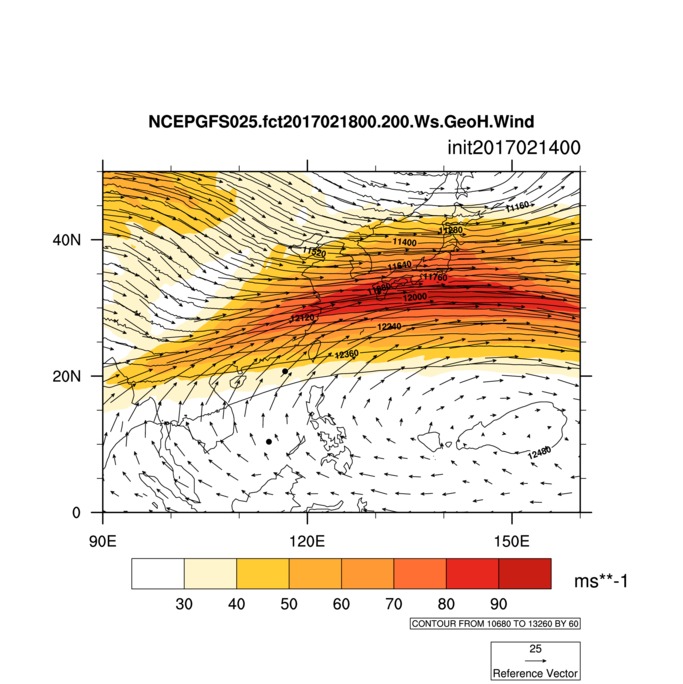 NCEPGFS025.fct2017021800.200.Ws.GeoH.Wind
init2017021400
11160
11280
40N
11400
11520
11640
11760
11880
12000
12120
12240
12360
20N
12480
0
90E 120E 150E
ms**-1
30 40 50 60 70 80 90
CONTOUR FROM 10680 TO 13260 BY 60
25
Reference Vector